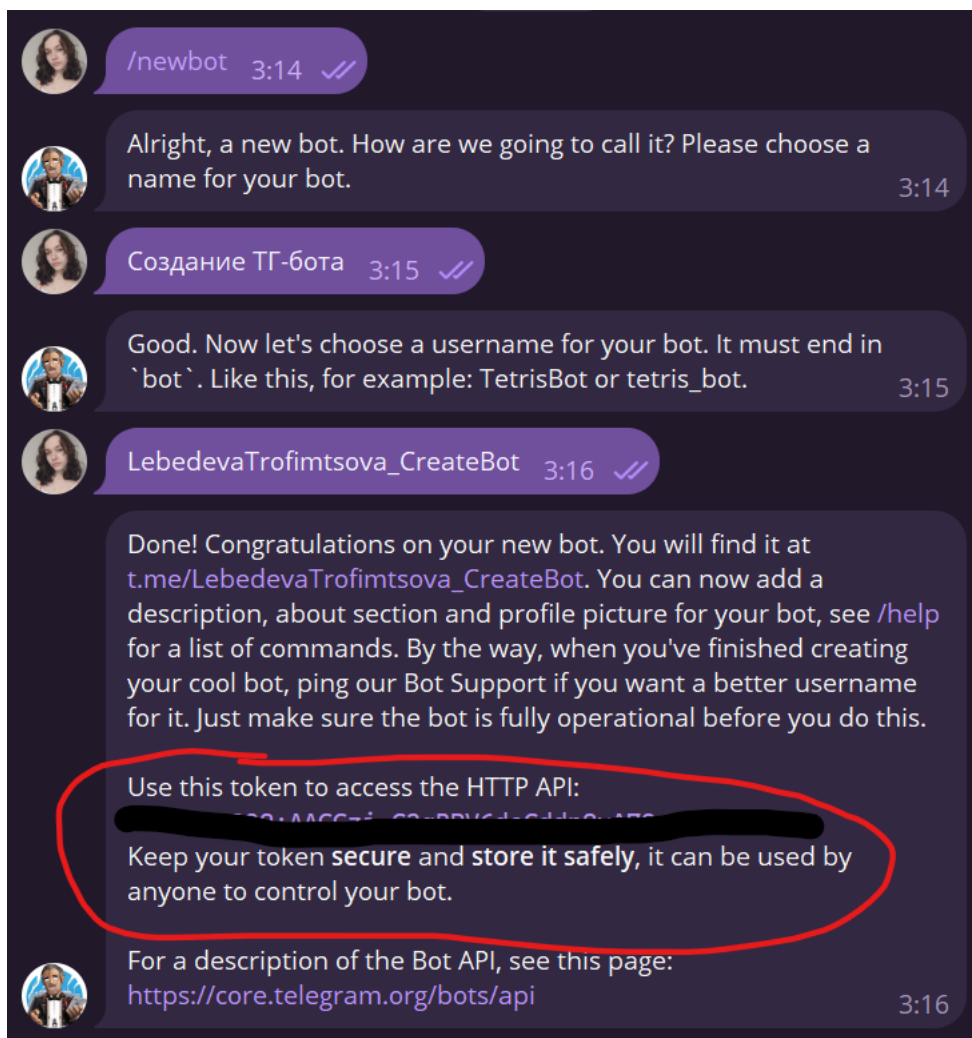 /newbot 3:14
Alright, a new bot. How are we going to call it? Please choose a
name for your bot.
3:14
Создание ТГ-бота 3:15
Good. Now let's choose a username for your bot. It must end in
`bot`. Like this, for example: TetrisBot or tetris_bot.
3:15
LebedevaTrofimtsova_CreateBot 3:16
Done! Congratulations on your new bot. You will find it at
t.me/LebedevaTrofimtsova_CreateBot. You can now add a
description, about section and profile picture for your bot, see /help
for a list of commands. By the way, when you've finished creating
your cool bot, ping our Bot Support if you want a better username
for it. Just make sure the bot is fully operational before you do this.
Use this token to access the HTTP API:
Keep your token secure and store it safely, it can be used by
anyone to control your bot.
For a description of the Bot API, see this page:
https://core.telegram.org/bots/api
3:16